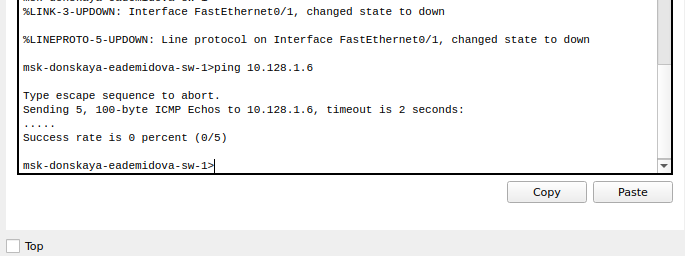 %LINK-3-UPDOWN: Interface FastEthernet0/1, changed state to down
%LINEPROTO-5-UPDOWN: Line protocol on Interface FastEthernet0/1, changed state to down
msk-donskaya-eademidova-sw-1>ping 10.128.1.6
Type escape sequence to abort.
Sending 5, 100-byte ICMP Echos to 10.128.1.6, timeout is 2 seconds:
.....
Success rate is 0 percent (0/5)
msk-donskaya-eademidova-sw-1>
Copy Paste
Top